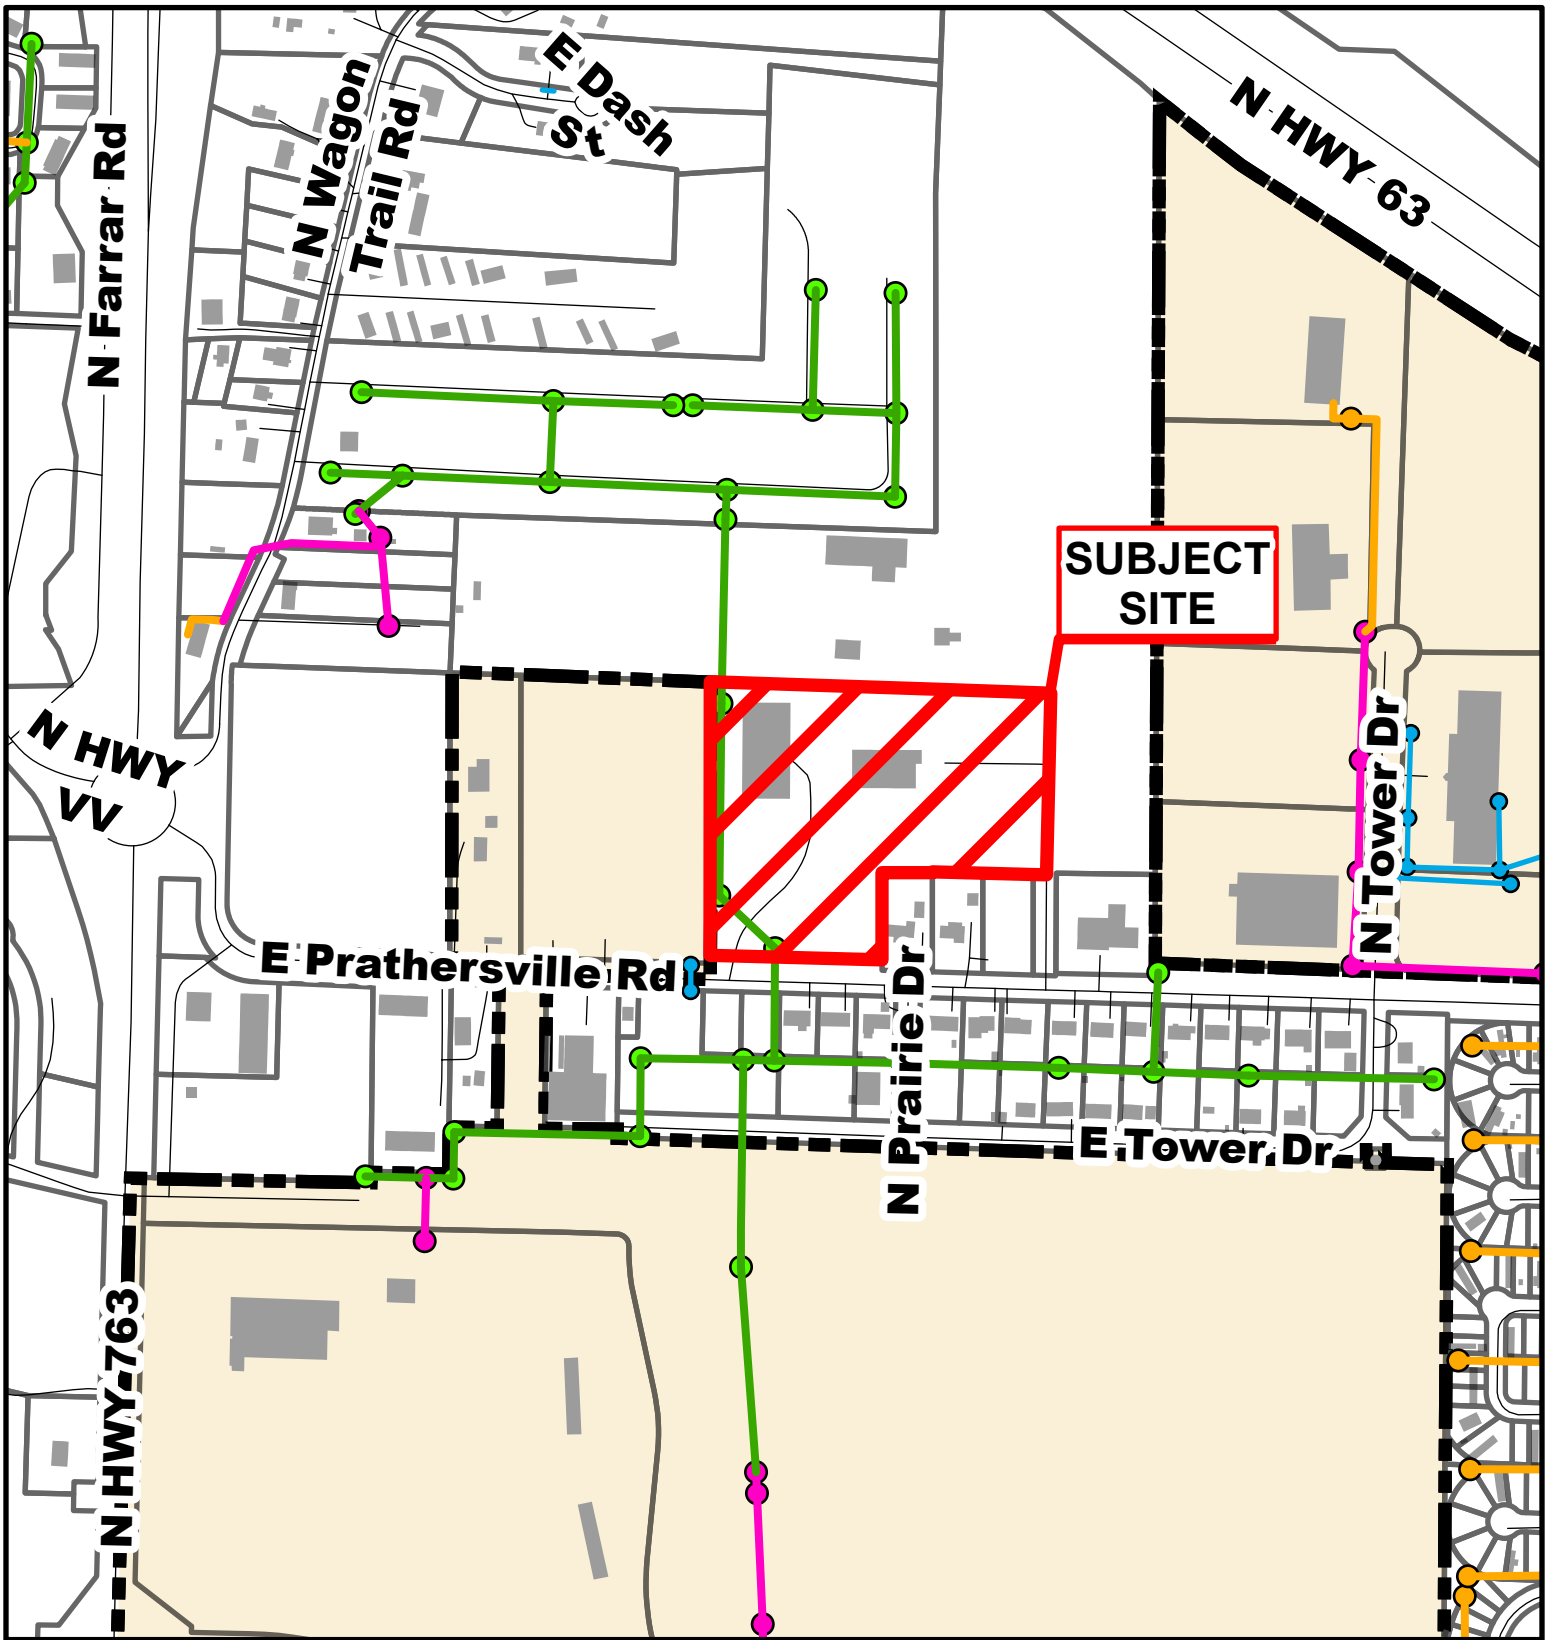 E Dash
St
N Wagon
Trail Rd
N HWY 63
N Farrar Rd
SUBJECT
SITE
N HWY
VV
N Tower Dr
E Prathersville Rd
N Prairie Dr
E Tower Dr
N HWY 763